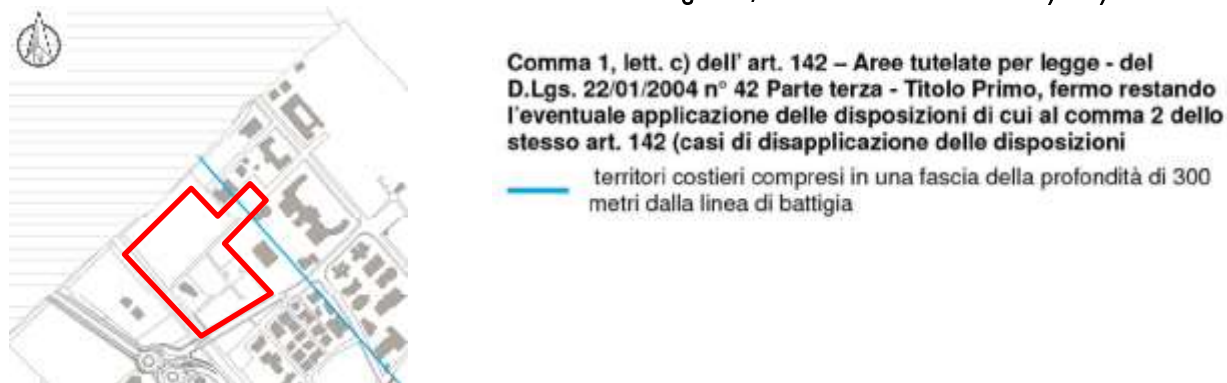 Comma 1, lett. c) dell' art. 142 – Aree tutelate per legge - del
D.Lgs. 22/01/2004 n° 42 Parte terza - Titolo Primo, fermo restando
l'eventuale applicazione delle disposizioni di cui al comma 2 dello
stesso art. 142 (casi di disapplicazione delle disposizioni
territori costieri compresi in una fascia della profondità di 300
metri dalla linea di battigia